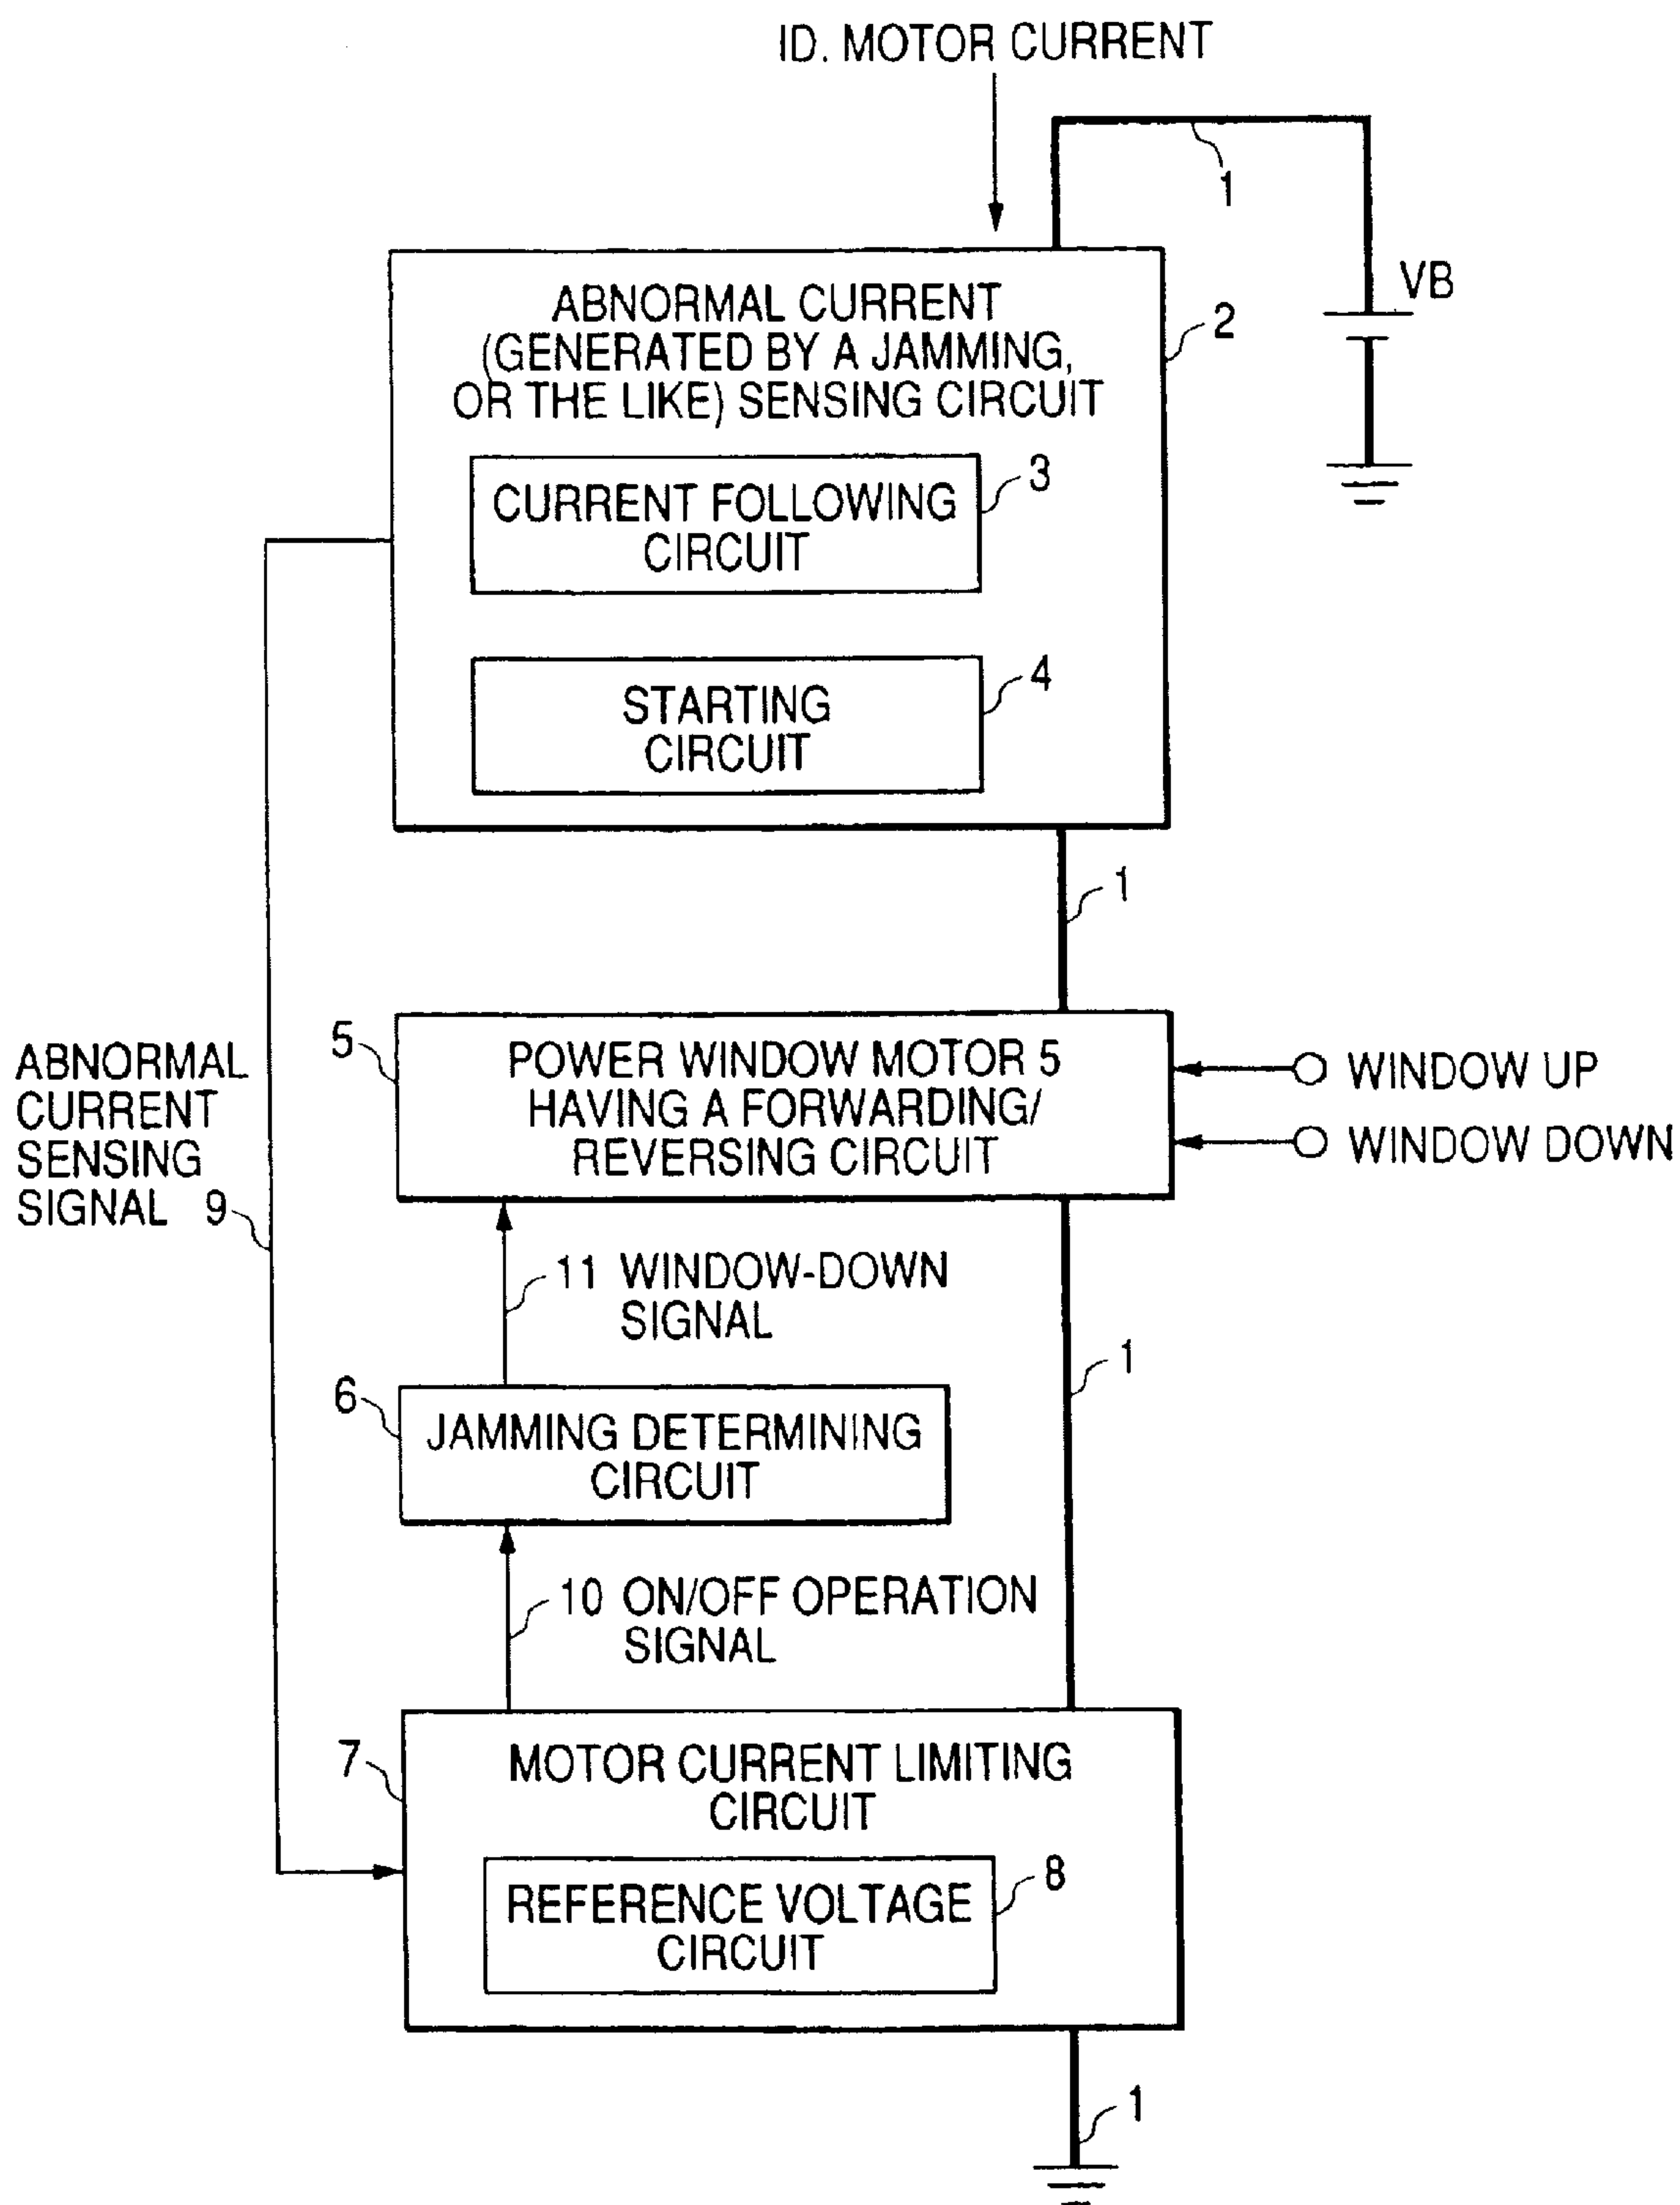 ID. MOTOR CURRENT
1
VB
ABNORMAL CURRENT
(GENERATED BY A JAMMING,
OR THE LIKE) SENSING CIRCUIT
2
CURRENT FOLLOWING
CIRCUIT
3
STARTING
CIRCUIT
4
1
5
POWER WINDOW MOTOR 5
HAVING A FORWARDING/
REVERSING CIRCUIT
WINDOW UP
WINDOW DOWN
ABNORMAL
CURRENT
SENSING
SIGNAL 9
11 WINDOW-DOWN
SIGNAL
1
6
JAMMING DETERMINING
CIRCUIT
10 ON/OFF OPERATION
SIGNAL
7
MOTOR CURRENT LIMITING
CIRCUIT
REFERENCE VOLTAGE
CIRCUIT
8
1